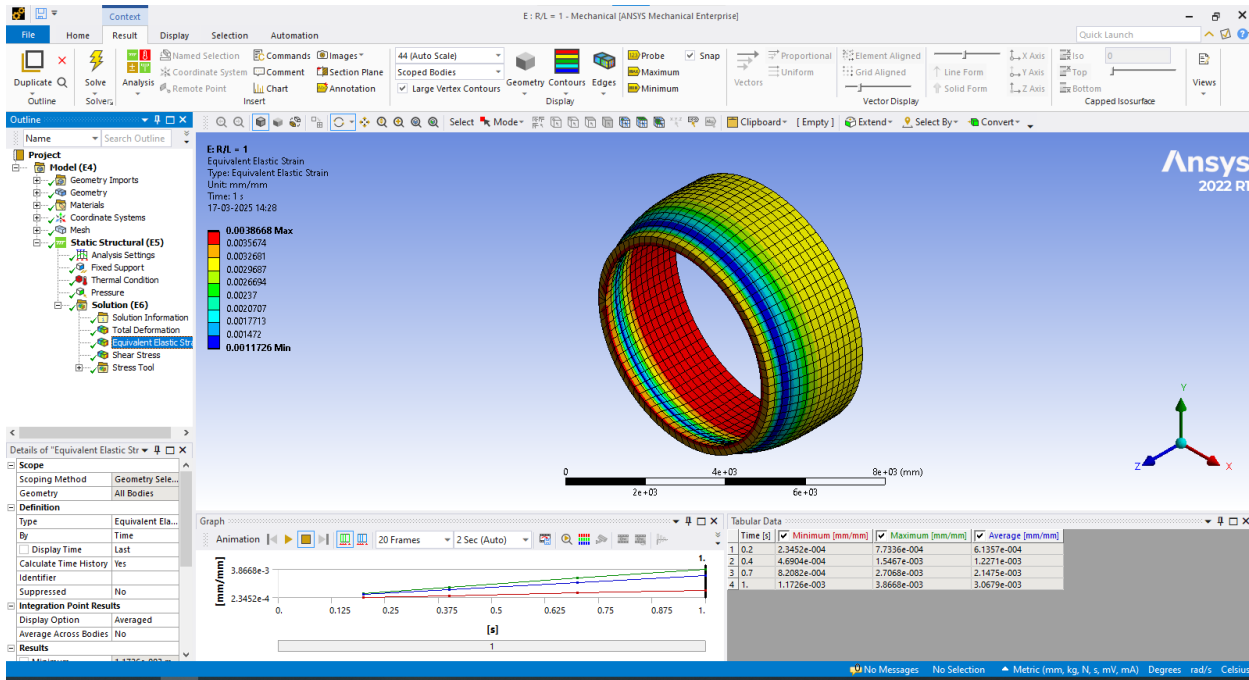 E : R/L = 1 - Mechanical [ANSYS Mechanical Enterprise]
Context
File Home Result Display Selection Automation
Quick Launch
Duplicate Q
Outline
Solve
Solver
Analysis
Named Selection
Coordinate System
Remote Point
Commands
Comment
Chart
Images
Section Plane
Annotation
Insert
44 (Auto Scale)
Scoped Bodies
Large Vertex Contours
Geometry Contours Edges
Probe
Maximum
Minimum
Snap
Display
Vectors
Proportional
Uniform
Element Aligned
Grid Aligned
Line Form
Solid Form
X Axis
Y Axis
Z Axis
Vector Display
Iso 0
Top
Bottom
Capped Isosurface
Views
Outline
Name Search Outline
Project
Model (E4)
Geometry Imports
Geometry
Materials
Coordinate Systems
Mesh
Static Structural (E5)
Analysis Settings
Fixed Support
Thermal Condition
Pressure
Solution (E6)
Solution Information
Total Deformation
Equivalent Elastic Str
Shear Stress
Stress Tool
Select Mode Clipboard [ Empty ] Extend Select By Convert
E: R/L = 1
Equivalent Elastic Strain
Type: Equivalent Elastic Strain
Unit: mm/mm
Time: 1 s
17-03-2025 14:28
0.0038668 Max
0.0035674
0.0032681
0.0029687
0.0026694
0.00237
0.0020707
0.0017713
0.001472
0.0011726 Min
Ansys
2022 R1
0 4e+03 8e+03 (mm)
2e+03 6e+03
Y
Z X
Details of "Equivalent Elastic Str
Scope
Scoping Method Geometry Sele...
Geometry All Bodies
Definition
Type Equivalent Ela...
By Time
Display Time Last
Calculate Time History Yes
Identifier
Suppressed No
Integration Point Results
Display Option Averaged
Average Across Bodies No
Results
Graph
Animation 20 Frames 2 Sec (Auto)
1.
3.8668e-3
2.3452e-4
[mm/mm]
0. 0.125 0.25 0.375 0.5 0.625 0.75 0.875 1.
[s]
1
Tabular Data
Time [s] Minimum [mm/mm] Maximum [mm/mm] Average [mm/mm]
1 0.2 2.3452e-004 7.7336e-004 6.1357e-004
2 0.4 4.6904e-004 1.5467e-003 1.2271e-003
3 0.7 8.2082e-004 2.7068e-003 2.1475e-003
4 1. 1.1726e-003 3.8668e-003 3.0679e-003
No Messages No Selection Metric (mm, kg, N, s, mV, mA) Degrees rad/s Celsius